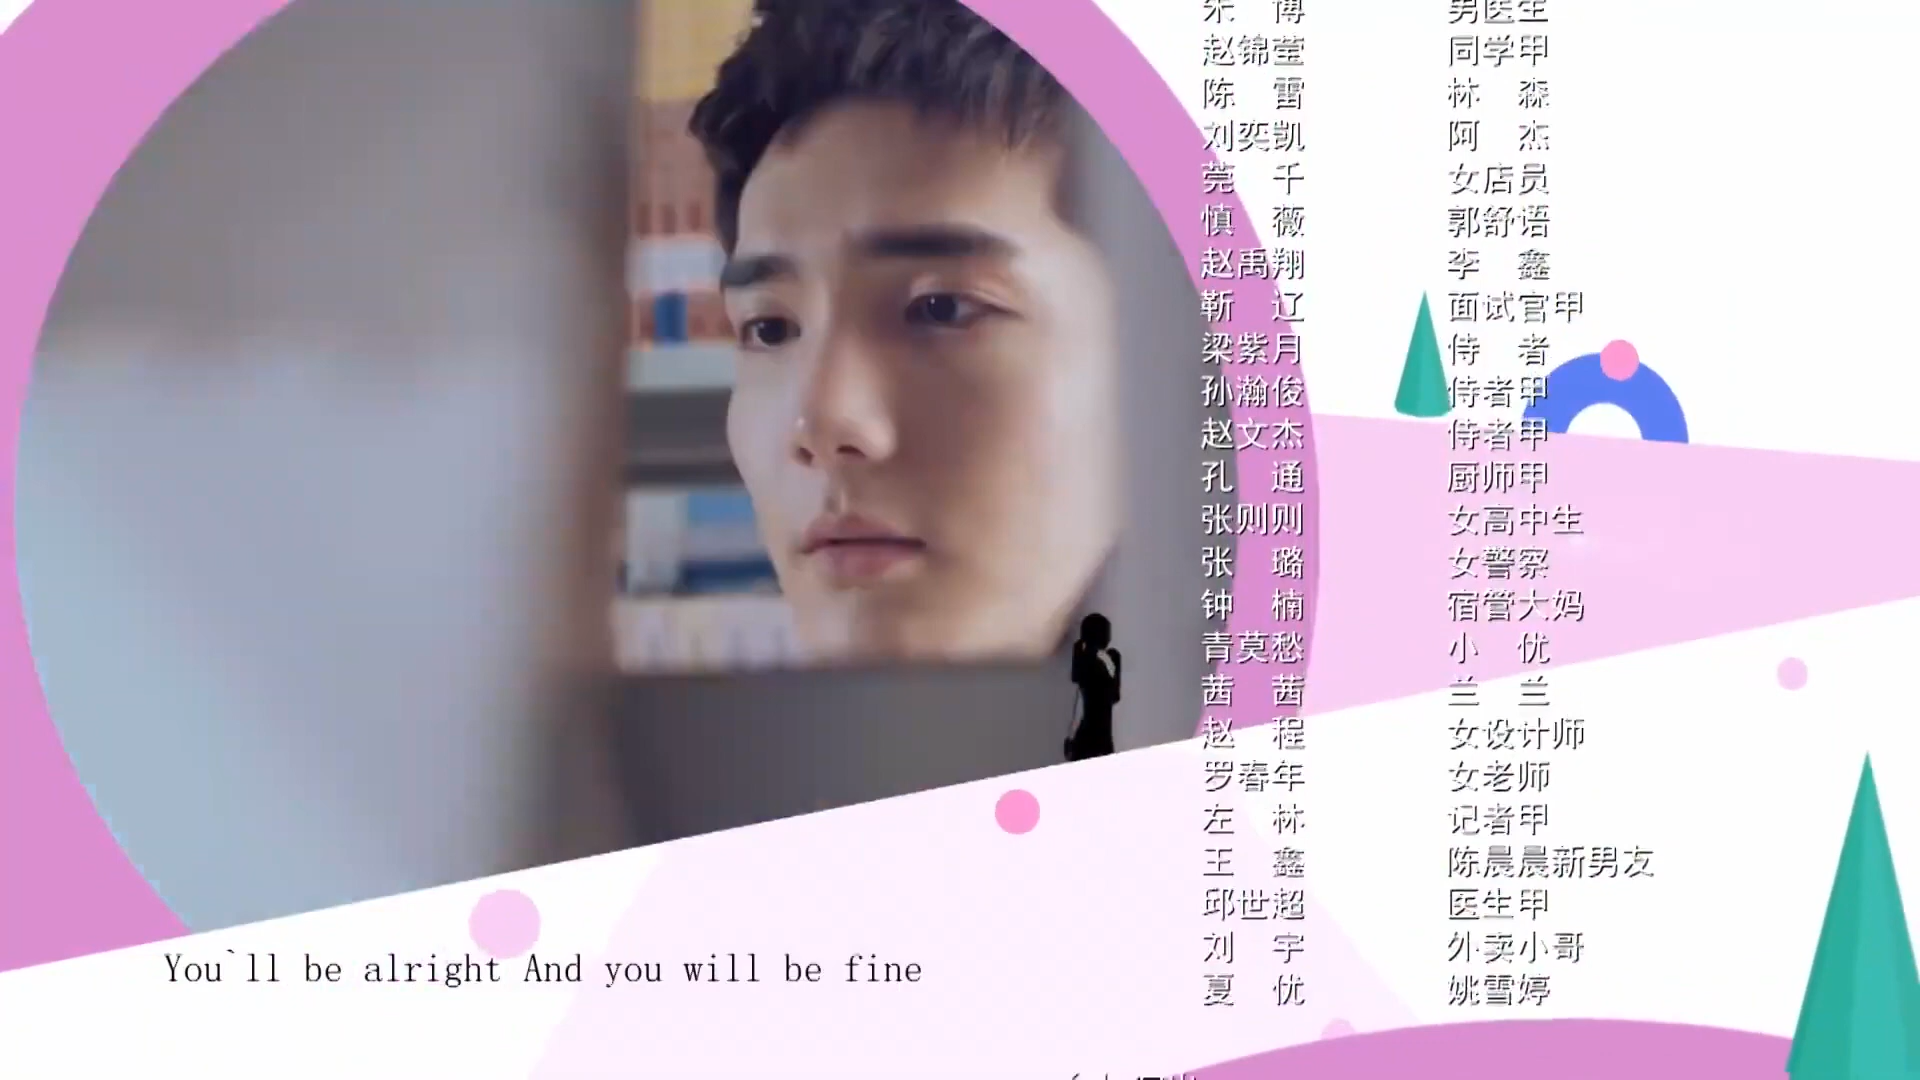 朱 博 男医生
赵锦莹 同学甲
陈 雷 林 森
刘奕凯 阿 杰
莞 千 女店员
慎 薇 郭舒语
赵禹翔 李 鑫
靳 辽 面试官甲
梁紫月 侍 者
孙瀚俊 侍者甲
赵文杰 侍者甲
孔 通 厨师甲
张则则 女高中生
张 璐 女警察
钟 楠 宿管大妈
青莫愁 小 优
茜 茜 兰 兰
赵 程 女设计师
罗春年 女老师
左 林 记者甲
王 鑫 陈晨晨新男友
邱世超 医生甲
刘 宇 外卖小哥
夏 优 姚雪婷
You`ll be alright And you will be fine